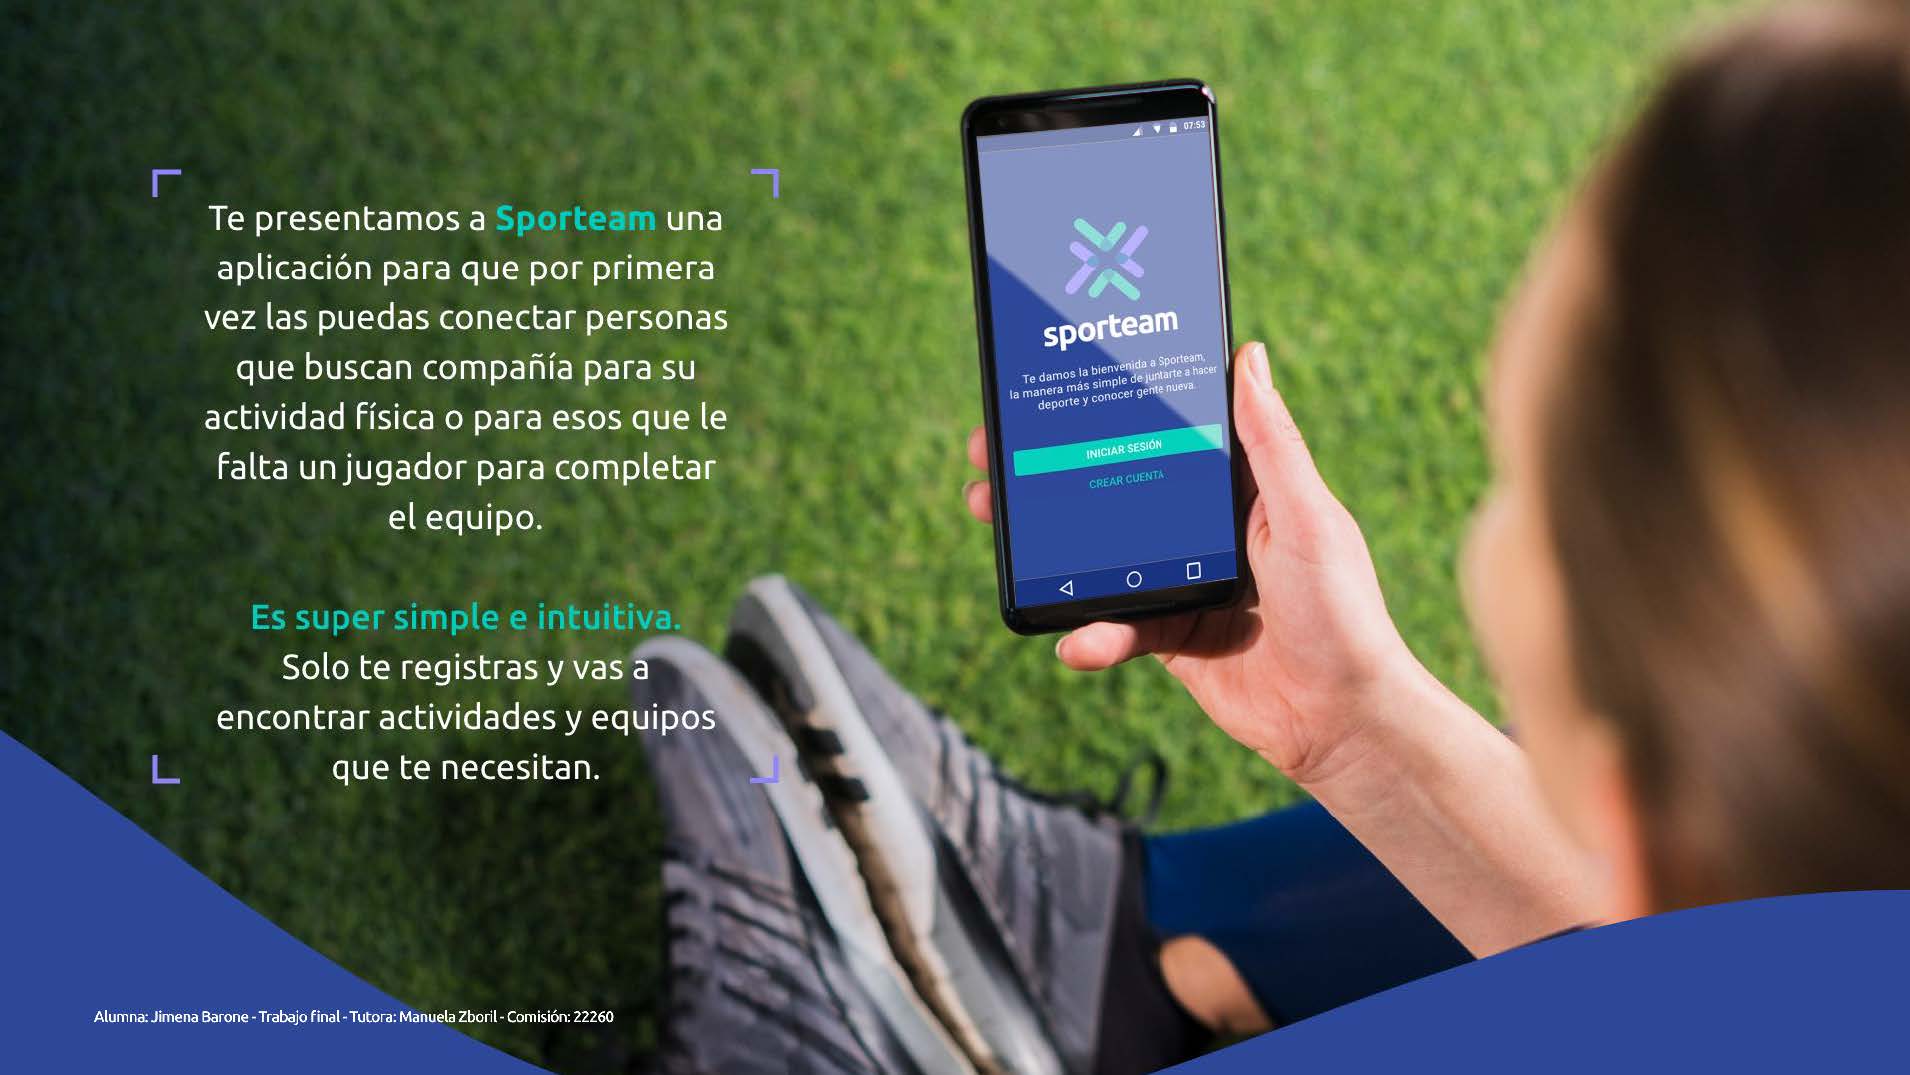 Te presentamos a Sporteam una
aplicación para que por primera
vez las puedas conectar personas
que buscan compañía para su
actividad física o para esos que le
falta un jugador para completar
el equipo.
Es super simple e intuitiva.
Solo te registras y vas a
encontrar actividades y equipos
que te necesitan.
07:53
sporteam
Te damos la bienvenida a Sporteam,
la manera más simple de juntarte a hacer
deporte y conocer gente nueva.
INICIAR SESIÓN
CREAR CUENTA
Alumna: Jimena Barone - Trabajo final - Tutora: Manuela Zboril - Comisión: 22260